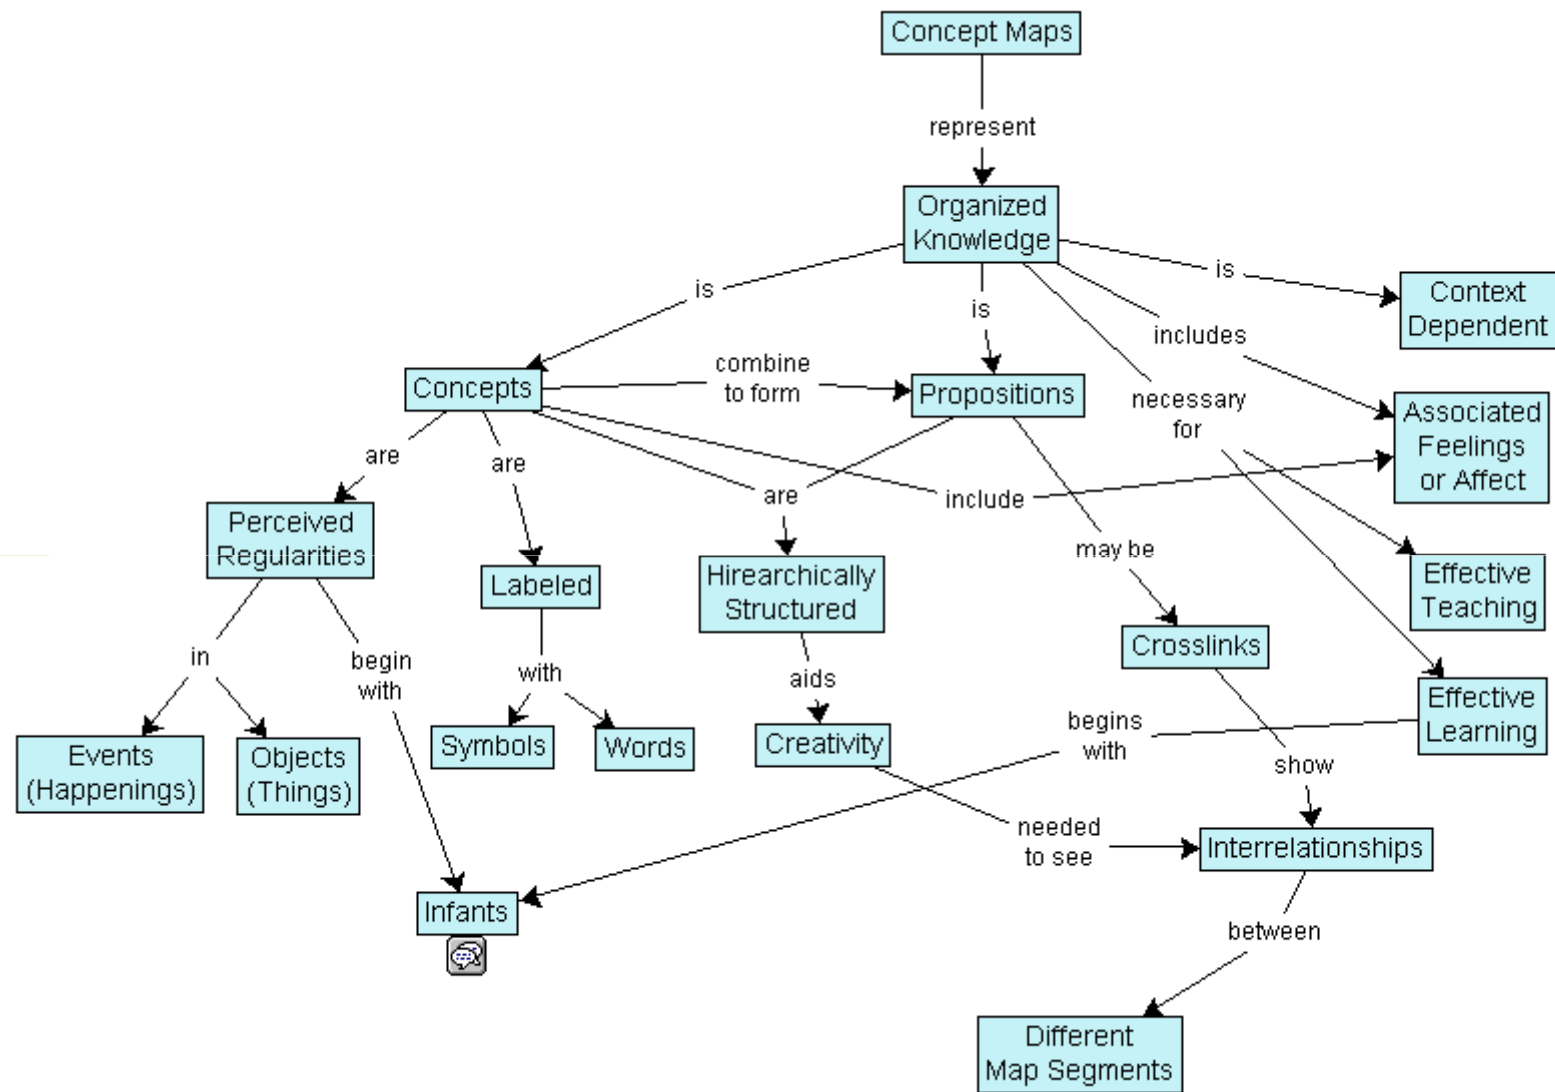 Concept Maps
represent
Organized
Knowledge
is
is
is
includes
necessary
for
Context
Dependent
Concepts
combine
to form
Propositions
Associated
Feelings
or Affect
are
are
are
include
may be
Perceived
Regularities
Labeled
Hirearchically
Structured
Effective
Teaching
Crosslinks
in
begin
with
with
aids
begins
with
Effective
Learning
Events
(Happenings)
Objects
(Things)
Symbols
Words
Creativity
show
needed
to see
Interrelationships
Infants
between
Different
Map Segments